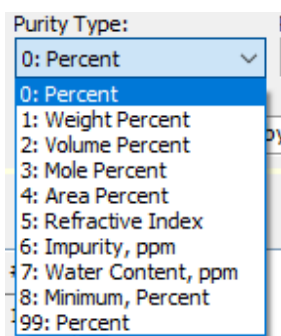 Purity Type:
0: Percent
0: Percent
1: Weight Percent
2: Volume Percent
3: Mole Percent
4: Area Percent
5: Refractive Index
6: Impurity, ppm
7: Water Content, ppm
8: Minimum, Percent
99: Percent